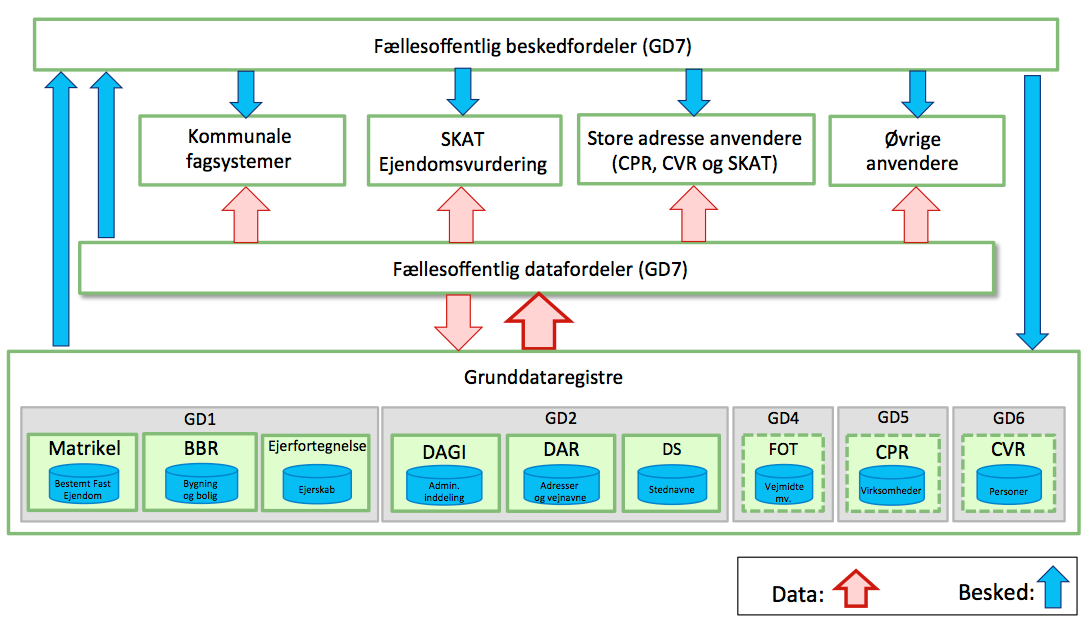 Fællesoffentlig beskedfordeler (GD7)
Kommunale
fagsystemer
SKAT
Ejendomsvurdering
Store adresse anvendere
(CPR, CVR og SKAT)
Øvrige
anvendere
Fællesoffentlig datafordeler (GD7)
Grunddataregistre
GD1
Matrikel
Bestemt Fast
Ejendom
BBR
Bygning
og bolig
Ejerfortegnelse
Ejerskab
GD2
DAGI
Admin.
inddeling
DAR
Adresser
og vejnavne
DS
Stednavne
GD4
FOT
Vejmidte
mv.
GD5
CPR
Virksomheder
GD6
CVR
Personer
Data:
Besked: